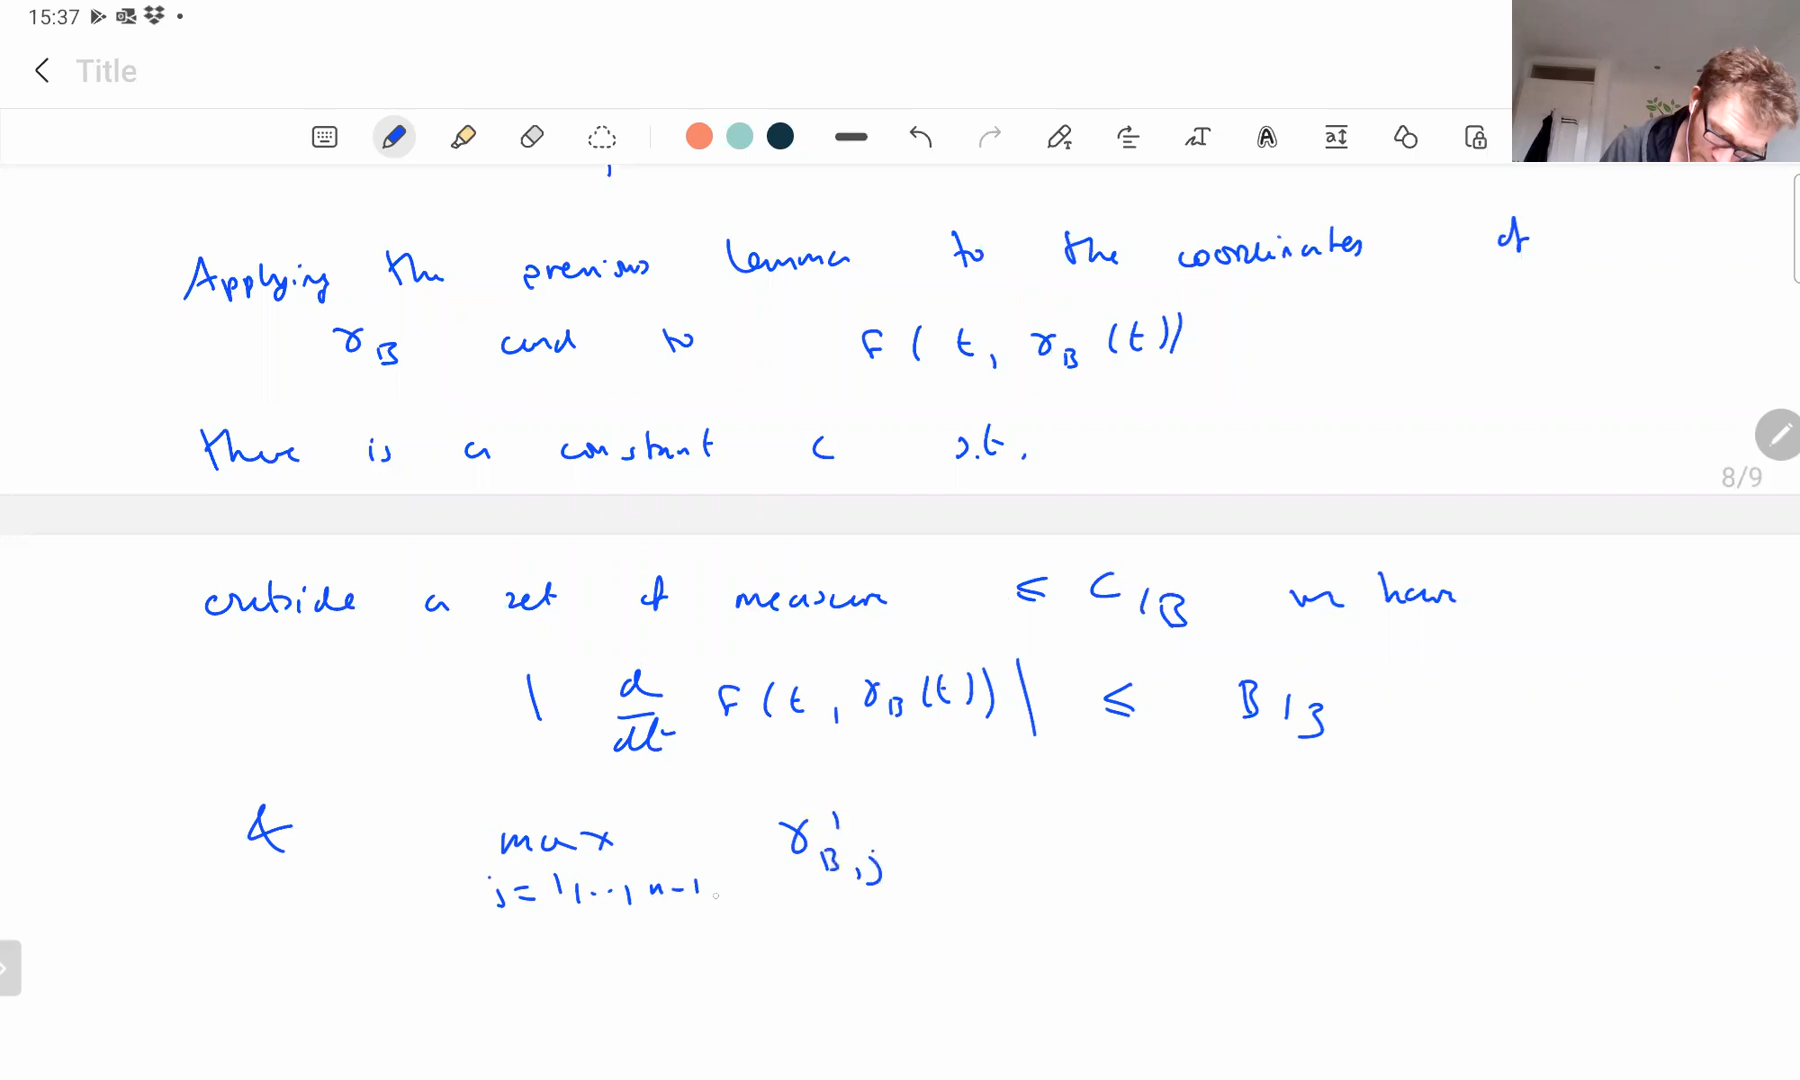 15:37
Title
Applying the previous lemma to the coordinates of
γ_B and to F(t, γ_B(t))
there is a constant C s.t.
8/9
outside a set of measure ≤ C/B we have
| d/dt F(t, γ_B(t)) | ≤ B/3
& max γ'_{B,j}
j=1,..,n-1